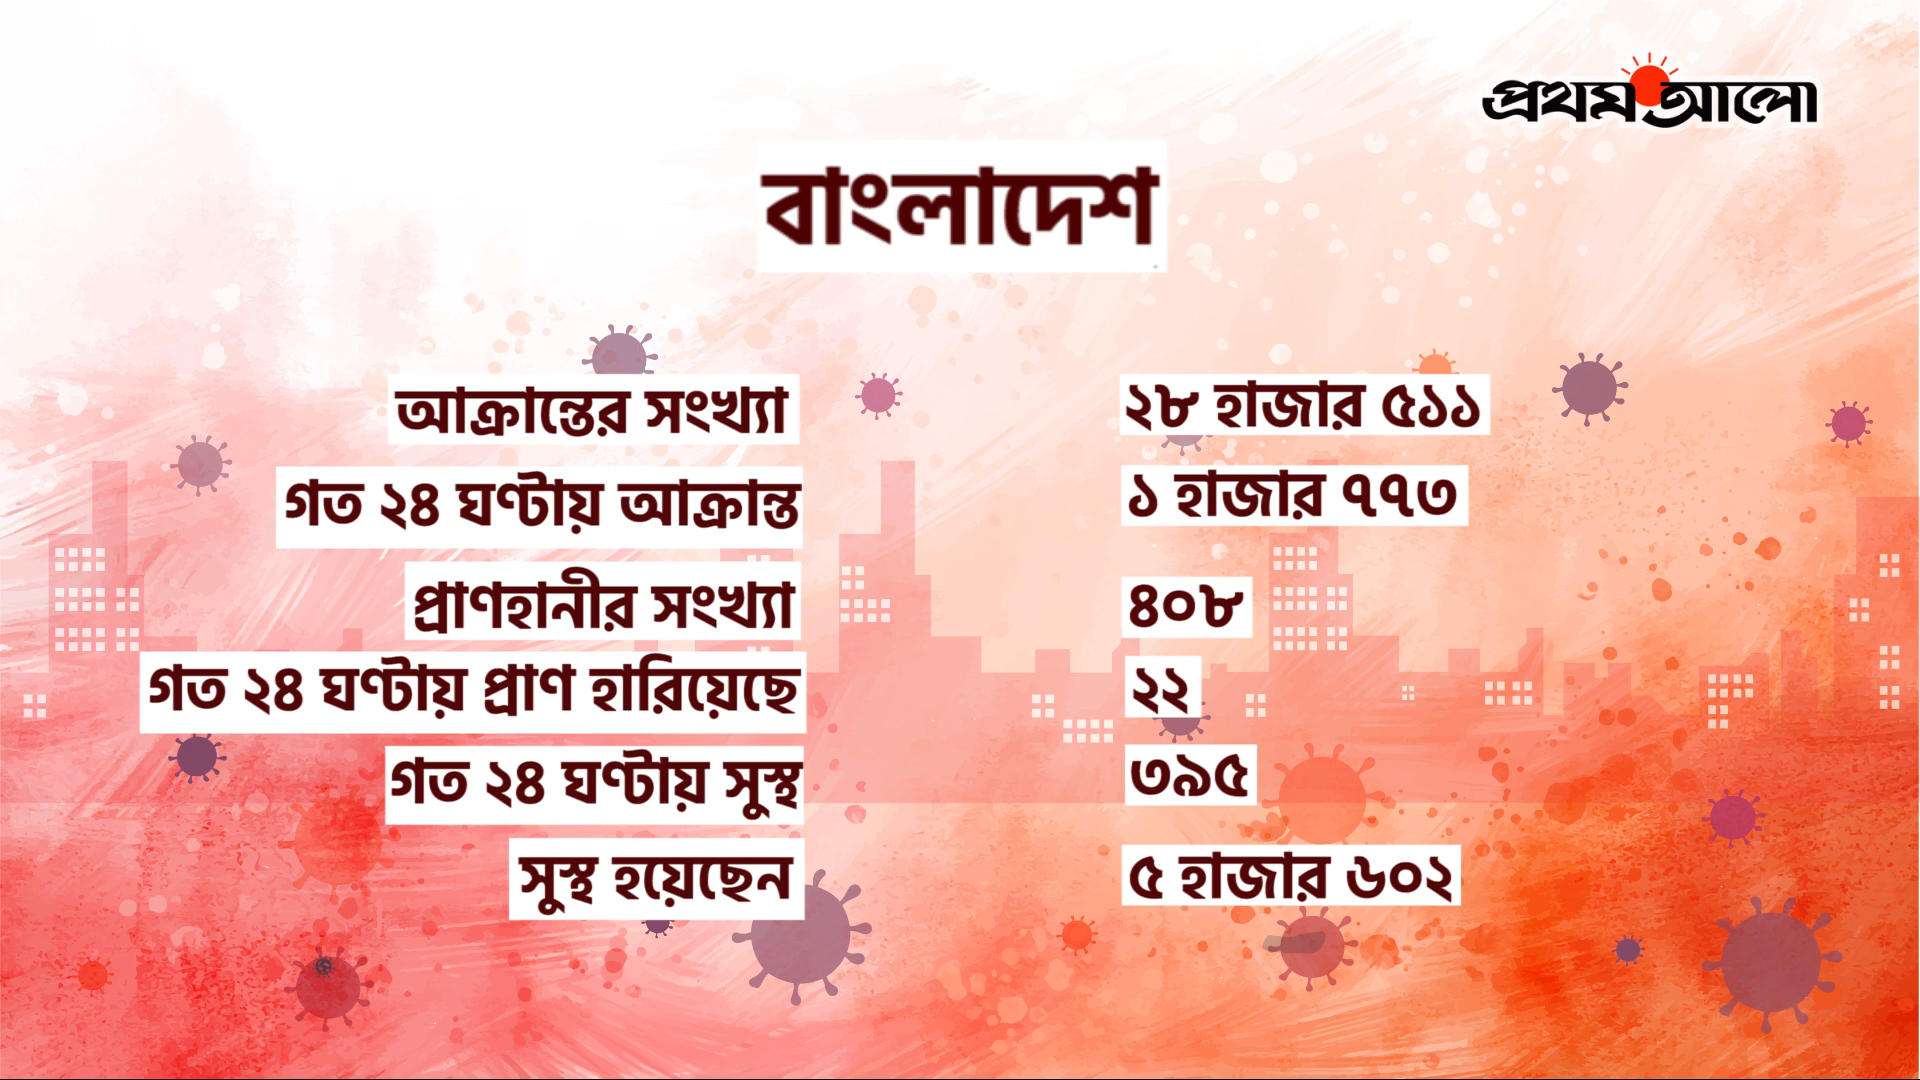 প্রথম আলো
বাংলাদেশ
আক্রান্তের সংখ্যা ২৮ হাজার ৫১১
গত ২৪ ঘণ্টায় আক্রান্ত ১ হাজার ৭৭৩
প্রাণহানীর সংখ্যা ৪০৮
গত ২৪ ঘণ্টায় প্রাণ হারিয়েছে ২২
গত ২৪ ঘণ্টায় সুস্থ ৩৯৫
সুস্থ হয়েছেন ৫ হাজার ৬০২